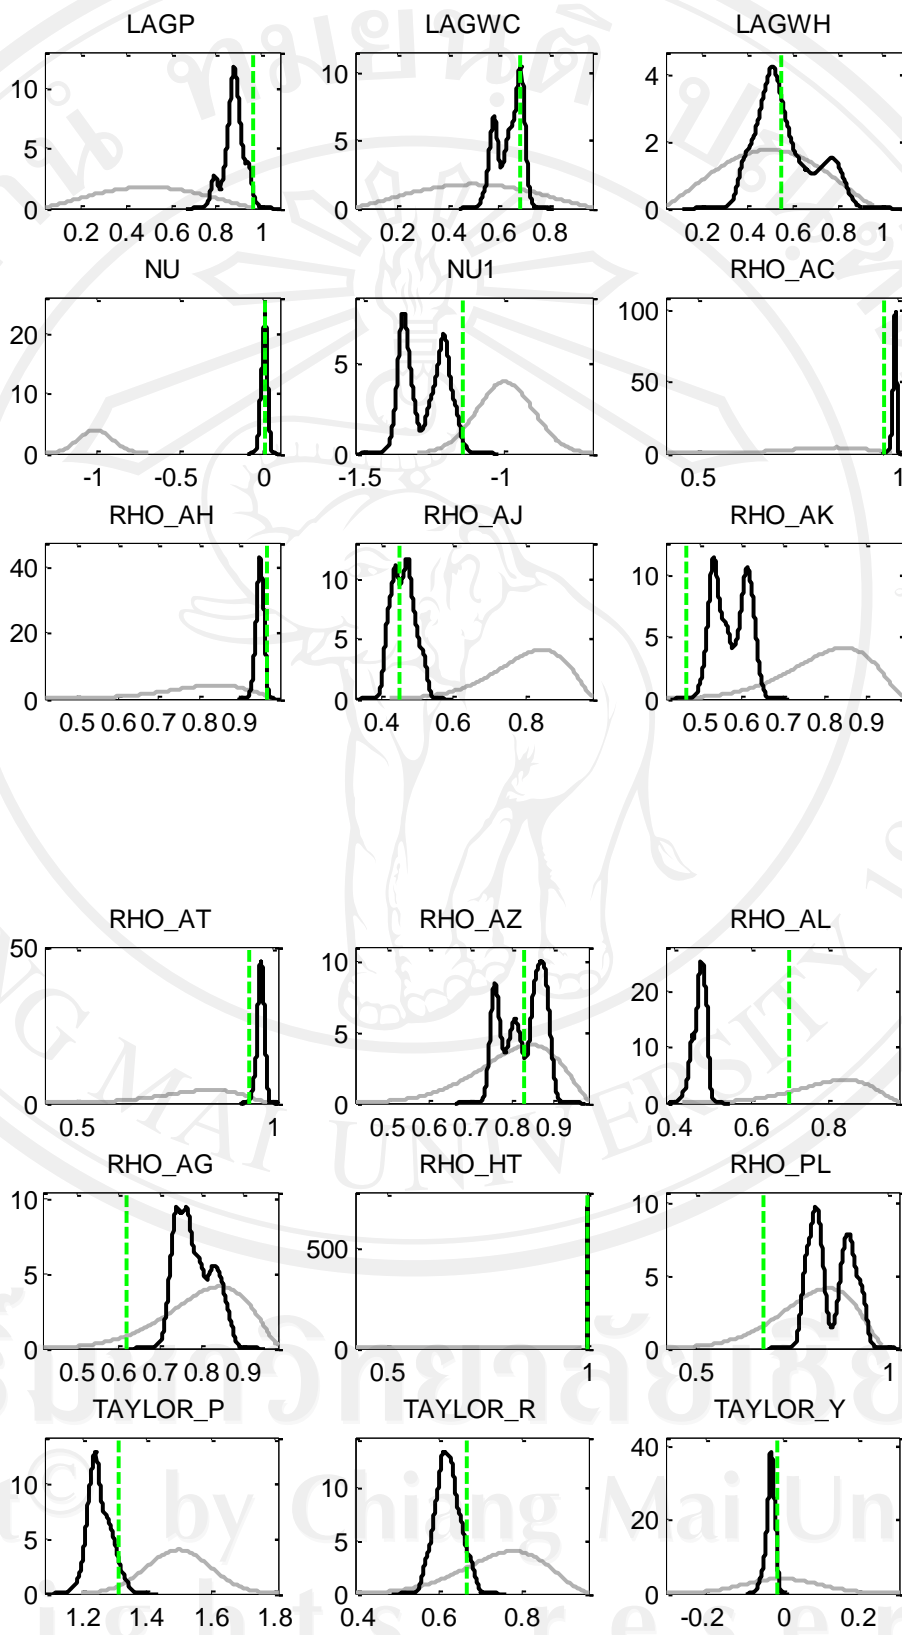 LAGP LAGWC LAGWH
10 5 0 10 5 0 4 2 0
0.2 0.4 0.6 0.8 1 0.2 0.4 0.6 0.8 0.2 0.4 0.6 0.8 1
NU NU1 RHO_AC
20 10 0 5 0 100 50 0
-1 -0.5 0 -1.5 -1 0.5 1
RHO_AH RHO_AJ RHO_AK
40 20 0 10 5 0 10 5 0
0.5 0.6 0.7 0.8 0.9 0.4 0.6 0.8 0.5 0.6 0.7 0.8 0.9
RHO_AT RHO_AZ RHO_AL
50 0 10 5 0 20 10 0
0.5 1 0.5 0.6 0.7 0.8 0.9 0.4 0.6 0.8
RHO_AG RHO_HT RHO_PL
10 5 0 500 0 10 5 0
0.5 0.6 0.7 0.8 0.9 0.5 1 0.5 1
TAYLOR_P TAYLOR_R TAYLOR_Y
10 5 0 10 5 0 40 20 0
1.2 1.4 1.6 1.8 0.4 0.6 0.8 -0.2 0 0.2
MAI UNIVERSITY
© by Chiang Mai Un